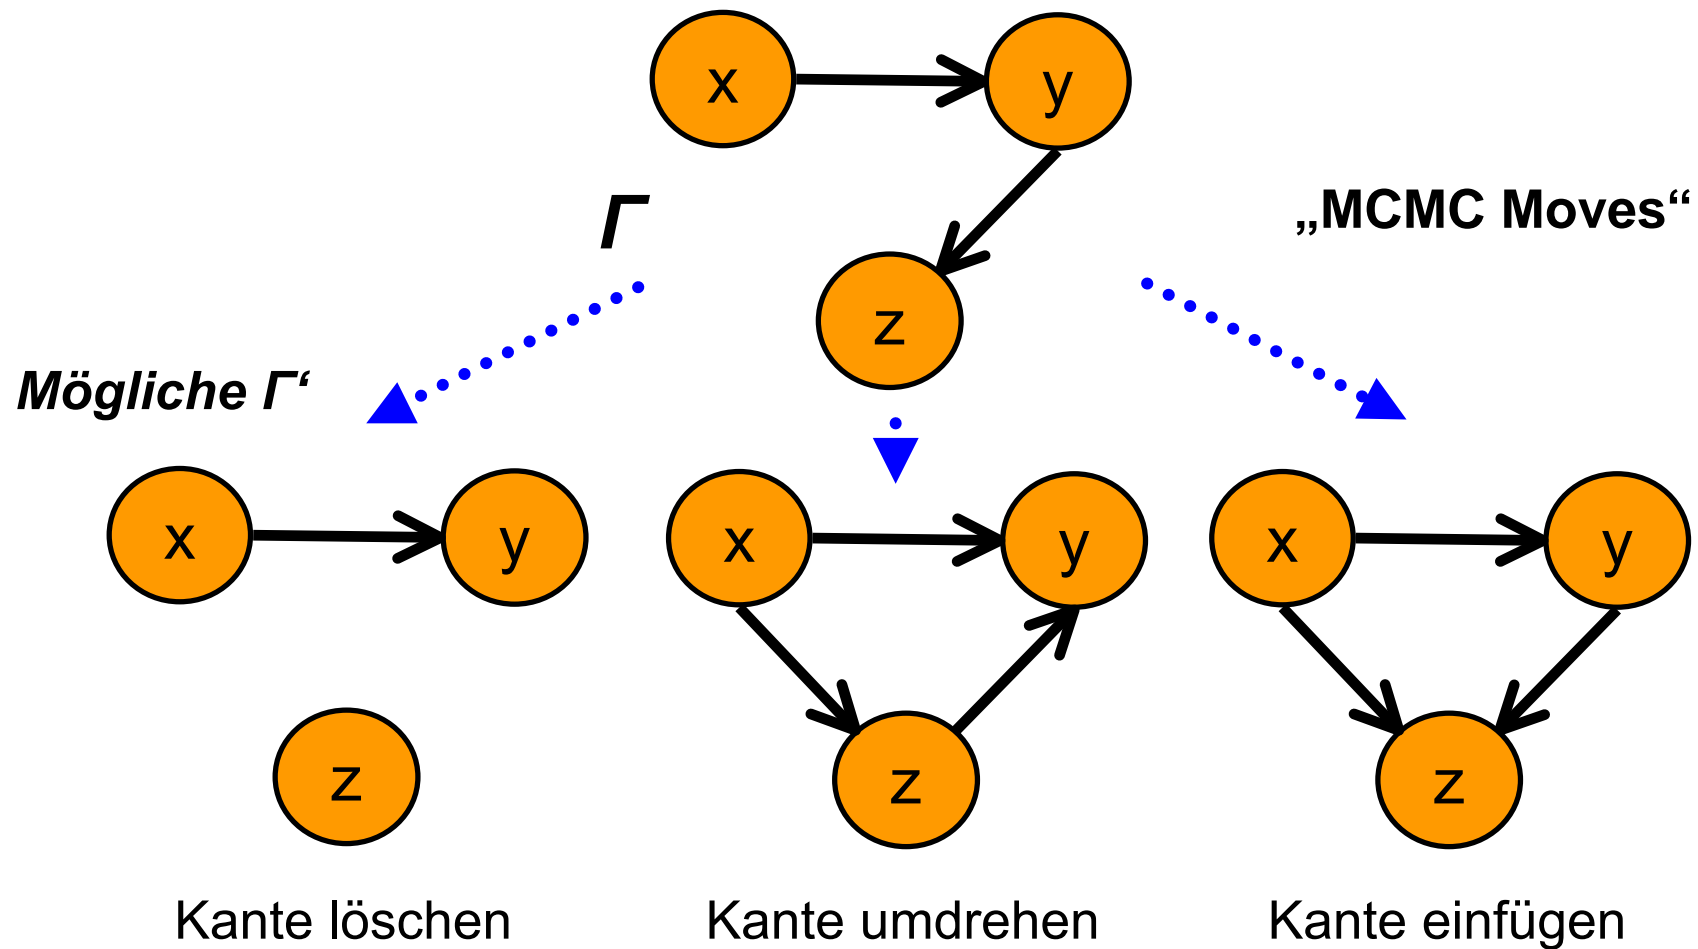 x
y
Γ
„MCMC Moves“
z
Mögliche Γ‘
x
y
x
y
x
y
z
z
z
Kante löschen
Kante umdrehen
Kante einfügen